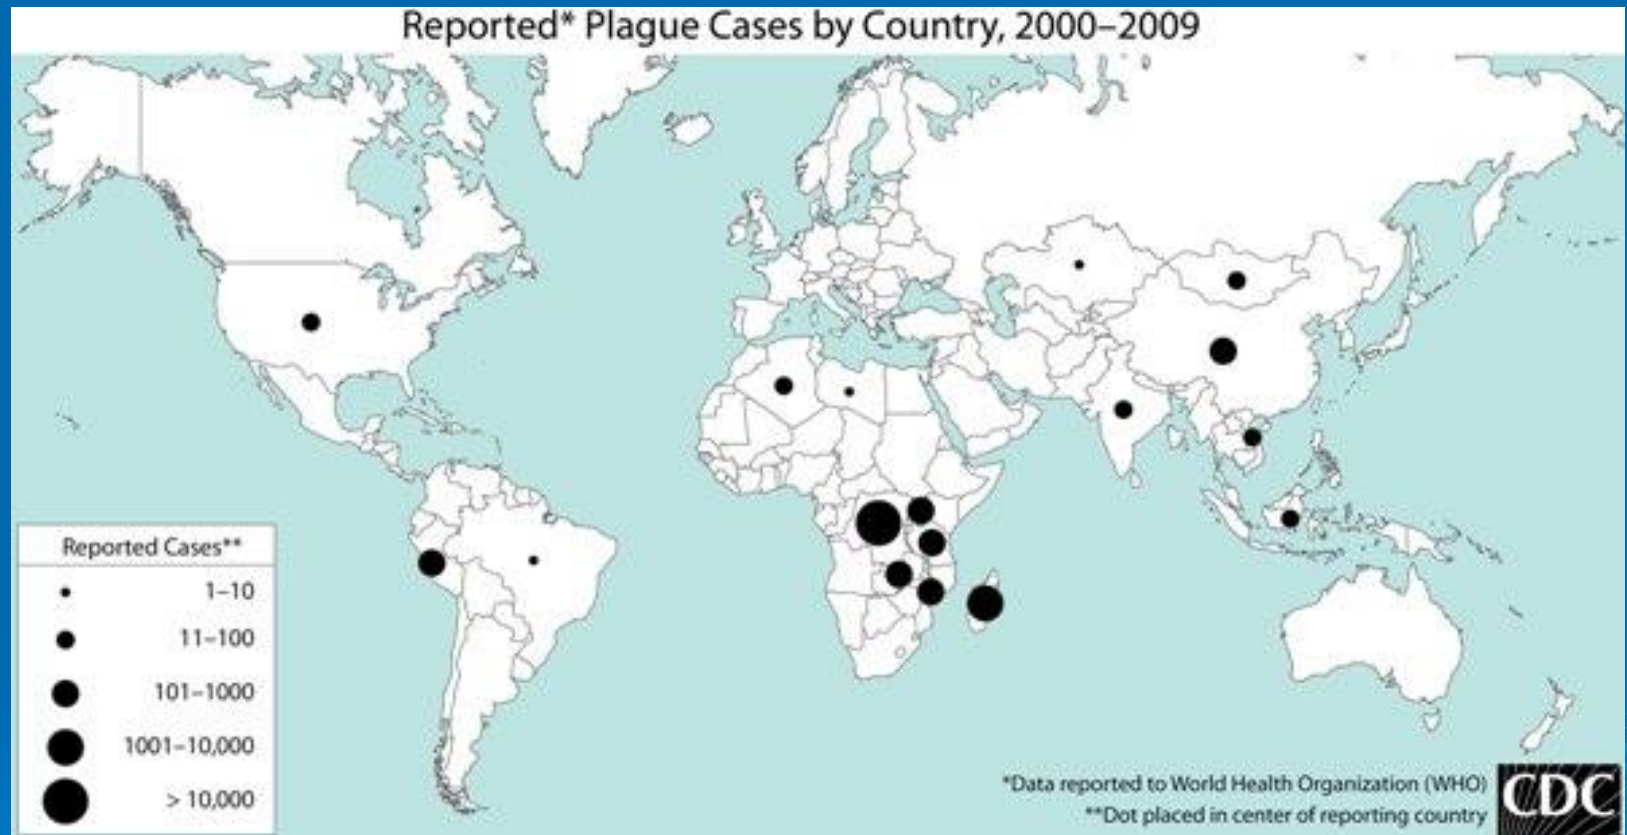 Reported* Plague Cases by Country, 2000–2009
Reported Cases**
1–10
11–100
101–1000
1001–10,000
> 10,000
*Data reported to World Health Organization (WHO)
**Dot placed in center of reporting country
CDC